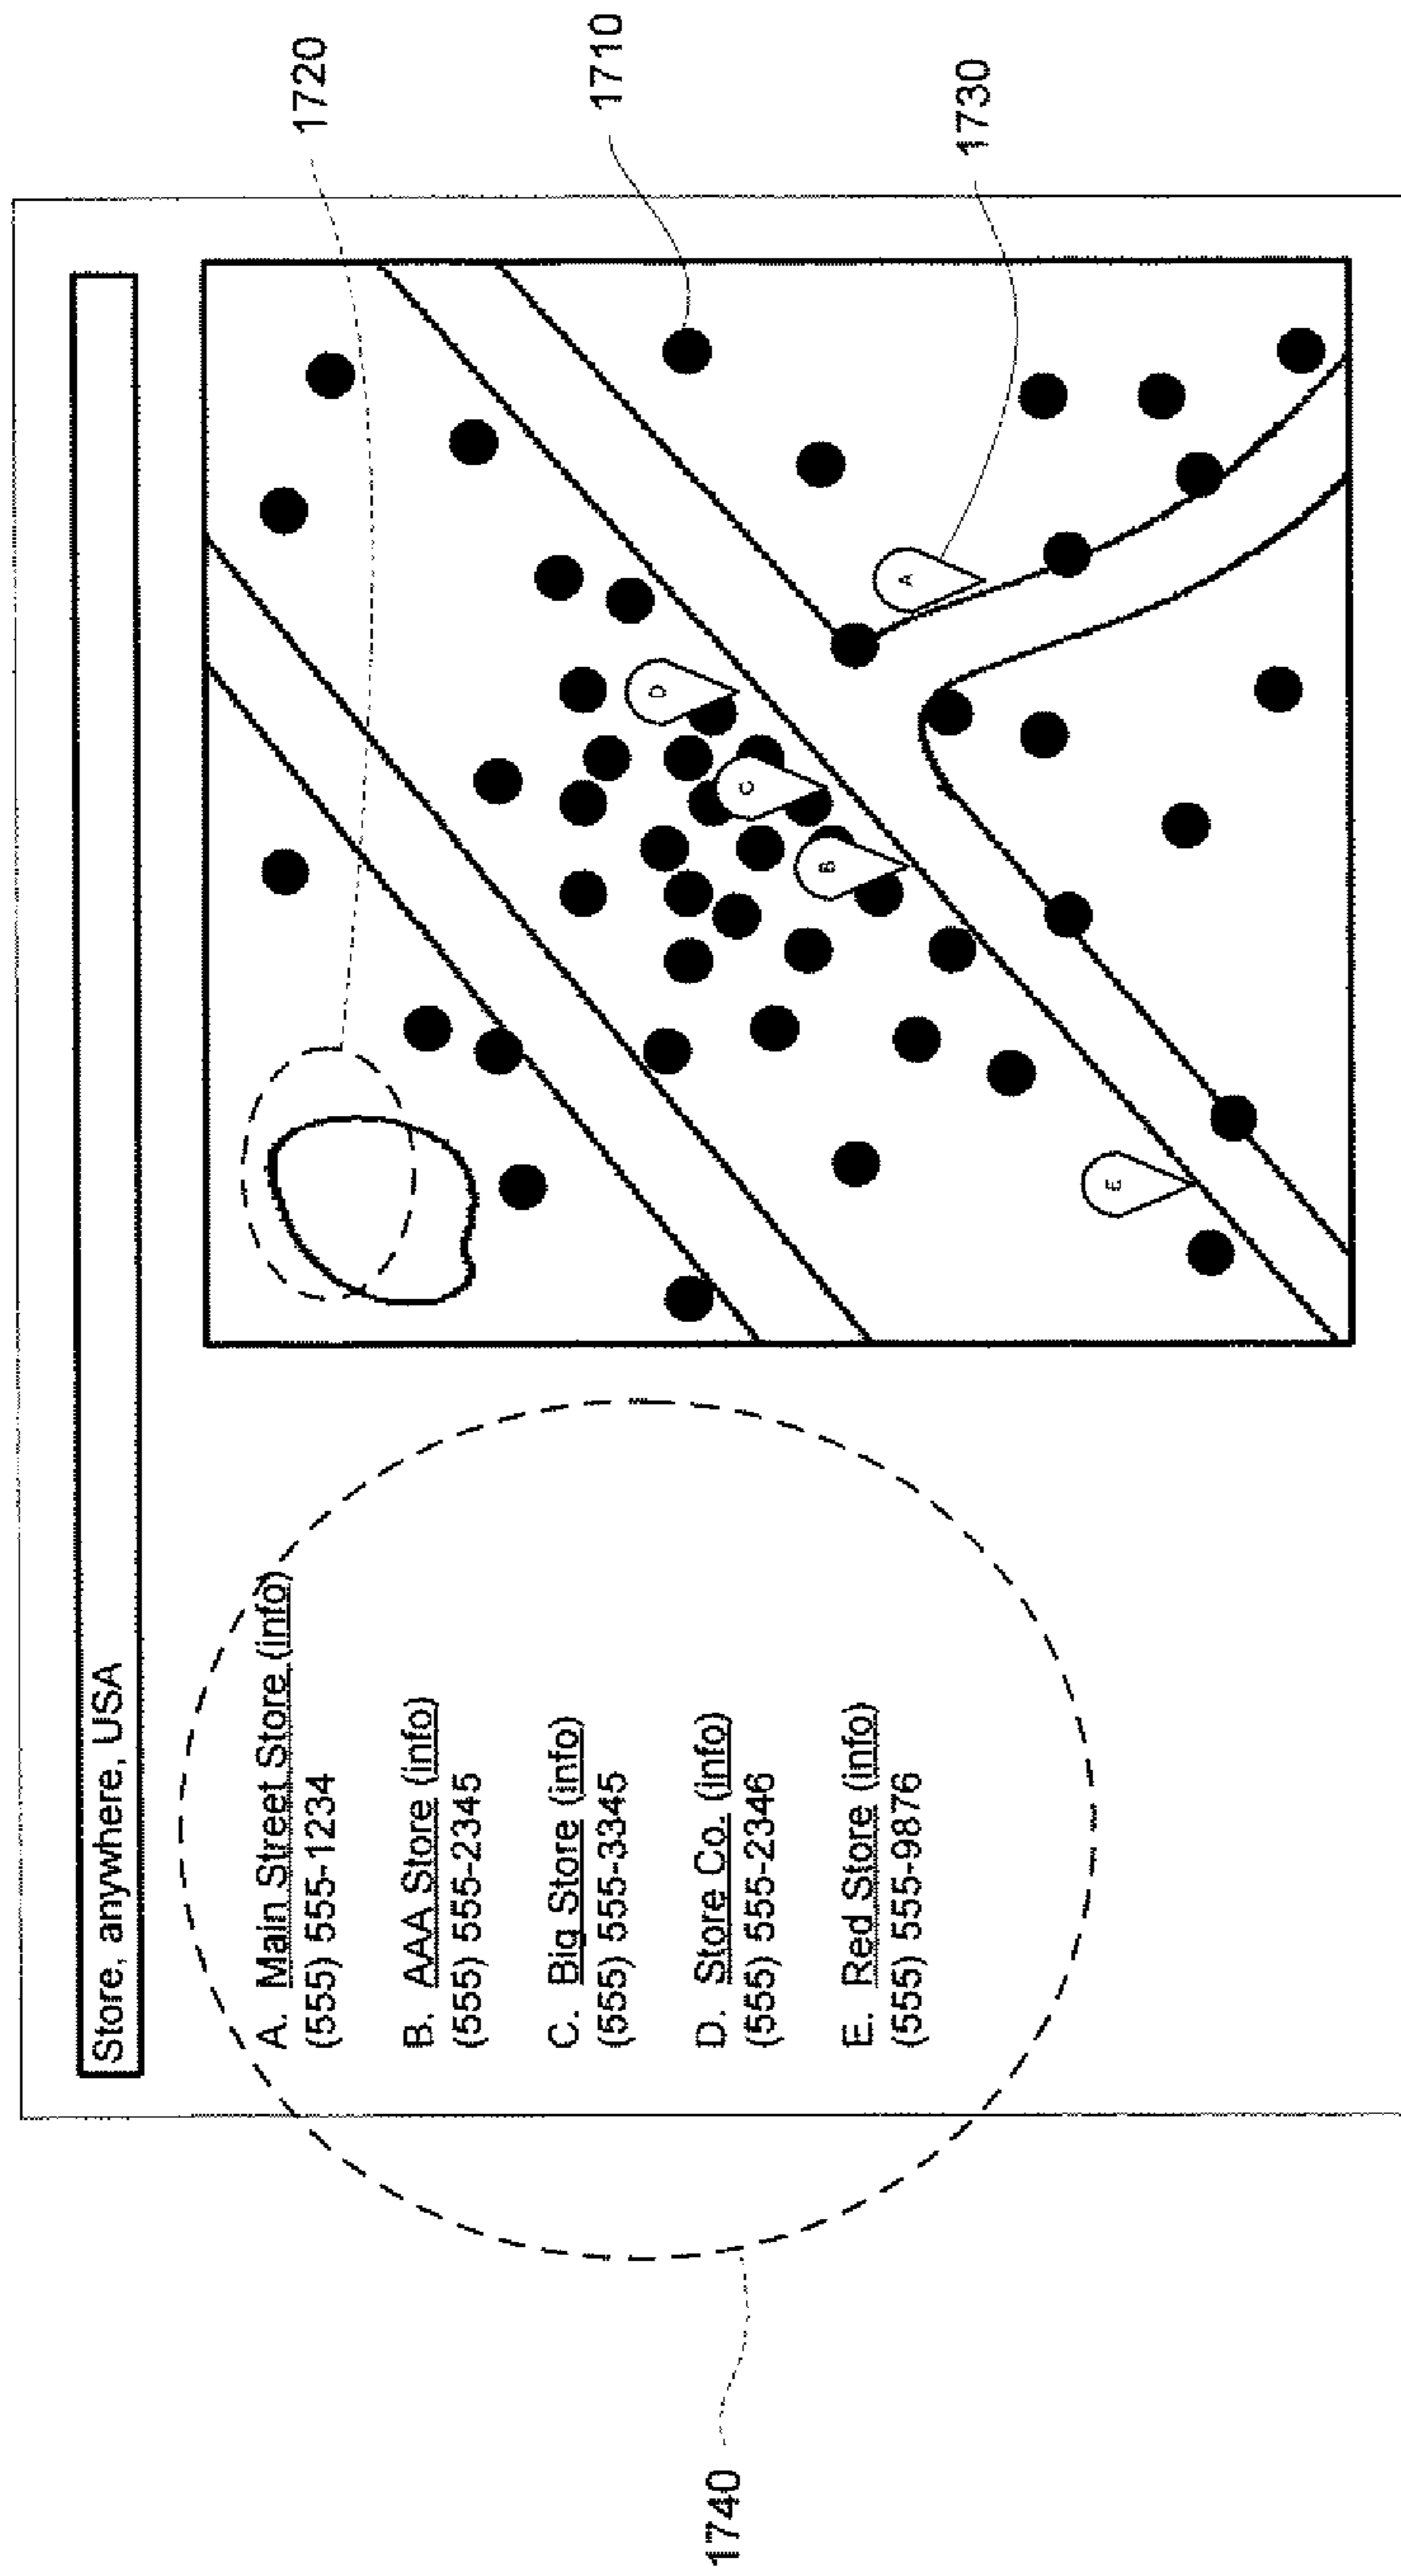 Store, anywhere, USA
A. Main Street Store (info)
(555) 555-1234
B. AAA Store (info)
(555) 555-2345
C. Big Store (info)
(555) 555-3345
D. Store Co. (info)
(555) 555-2346
E. Red Store (info)
(555) 555-9876
1740
1720
1710
1730
D
C
B
A
E